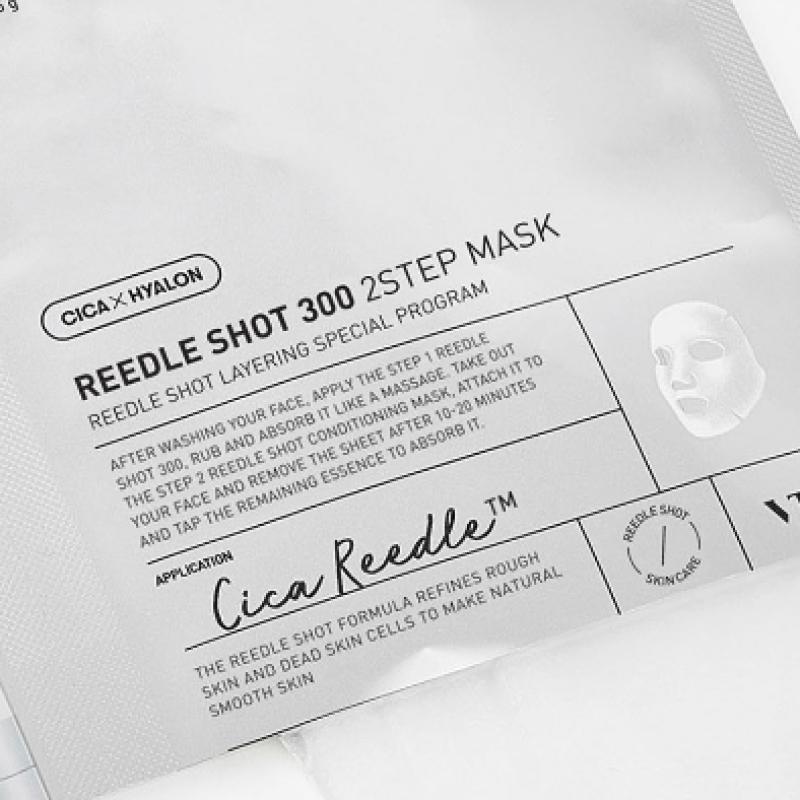 CICA X HYALON
REEDLE SHOT 300 2STEP MASK
REEDLE SHOT LAYERING SPECIAL PROGRAM
AFTER WASHING YOUR FACE, APPLY THE STEP 1 REEDLE
SHOT 300, RUB AND ABSORB IT LIKE A MASSAGE. TAKE OUT
THE STEP 2 REEDLE SHOT CONDITIONING MASK, ATTACH IT TO
YOUR FACE AND REMOVE THE SHEET AFTER 10-20 MINUTES
AND TAP THE REMAINING ESSENCE TO ABSORB IT.
APPLICATION
Cica Reedle™
THE REEDLE SHOT FORMULA REFINES ROUGH
SKIN AND DEAD SKIN CELLS TO MAKE NATURAL
SMOOTH SKIN
REEDLE SHOT
SKIN CARE